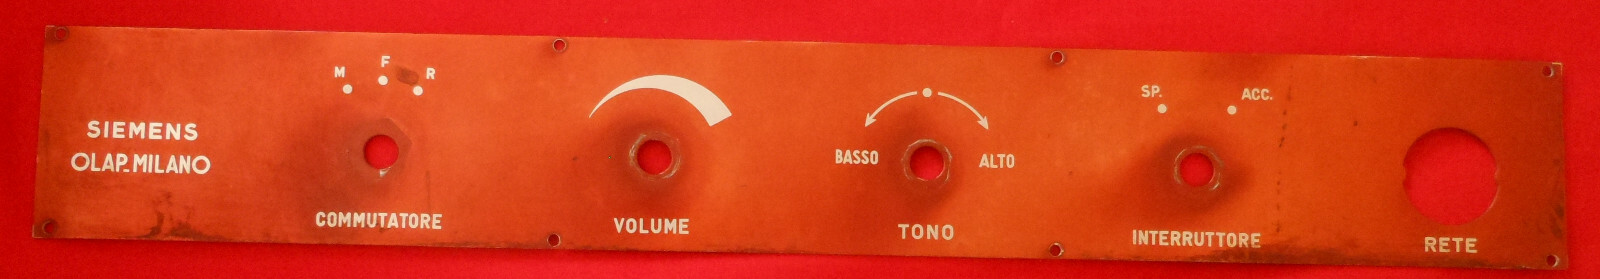 SIEMENS
OLAP. MILANO
M F R
COMMUTATORE
VOLUME
BASSO ALTO
TONO
SP. ACC.
INTERRUTTORE
RETE